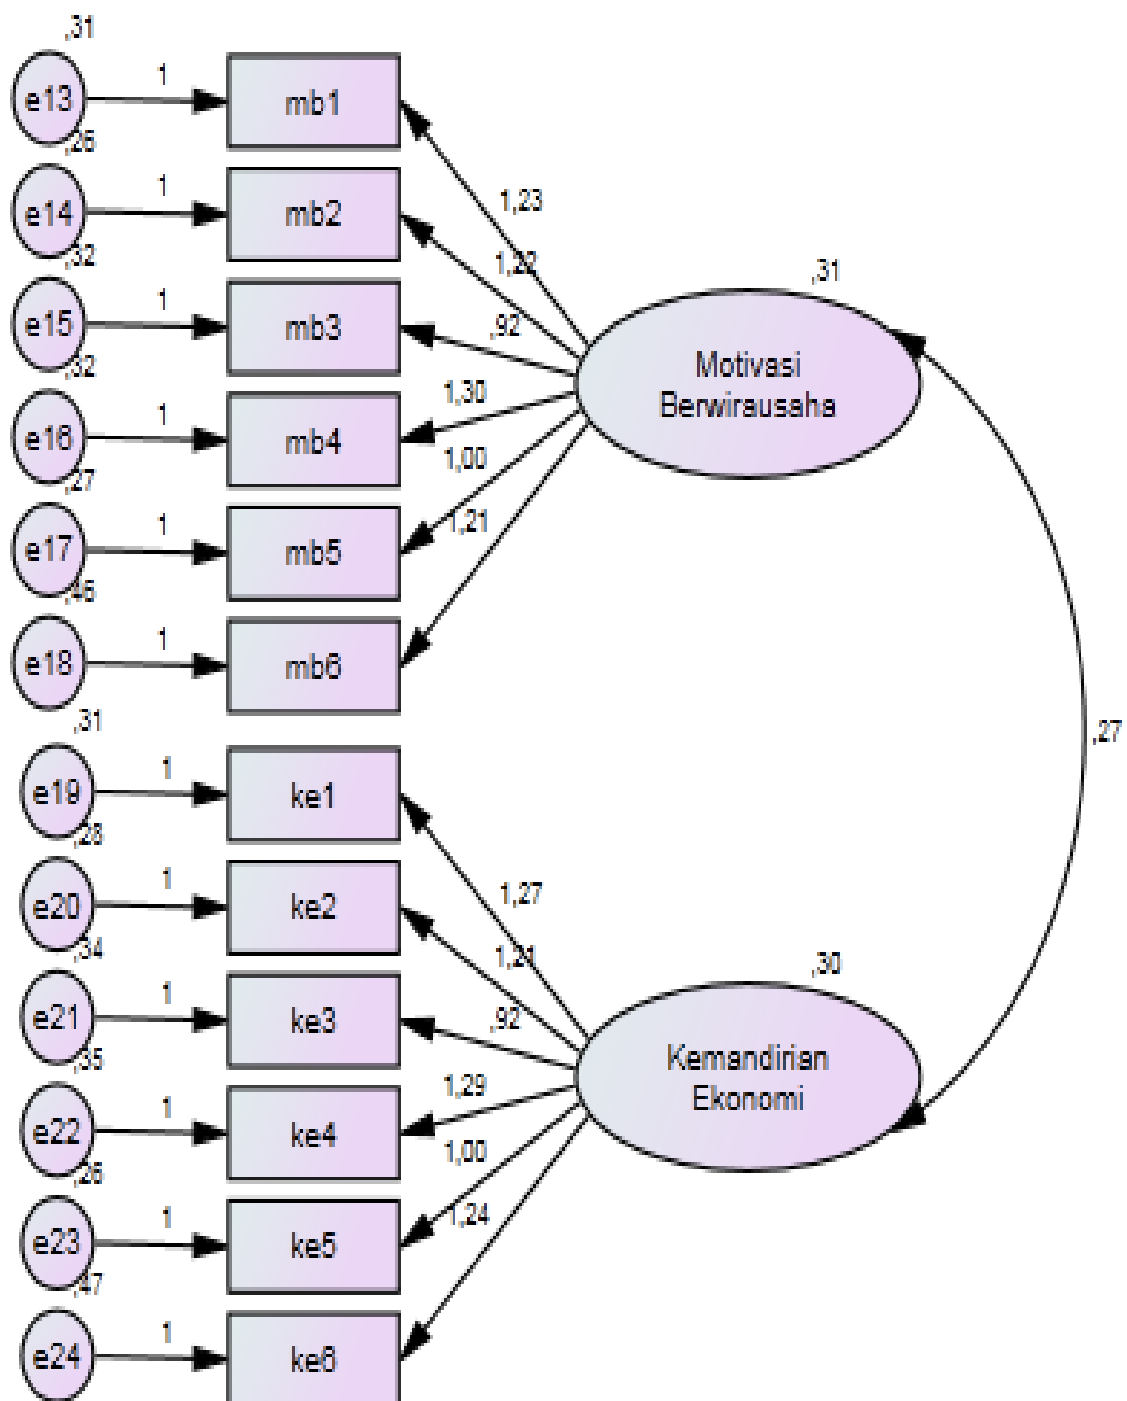 ,31
e13
1
mb1
,26
e14
1
mb2
,32
e15
1
mb3
,32
e16
1
mb4
,27
e17
1
mb5
,46
e18
1
mb6
1,23
1,22
,92
1,30
1,00
1,21
,31
Motivasi
Berwirausaha
,27
,31
e19
1
ke1
,28
e20
1
ke2
,34
e21
1
ke3
,35
e22
1
ke4
,26
e23
1
ke5
,47
e24
1
ke6
1,27
1,21
,92
1,29
1,00
1,24
,30
Kemandirian
Ekonomi